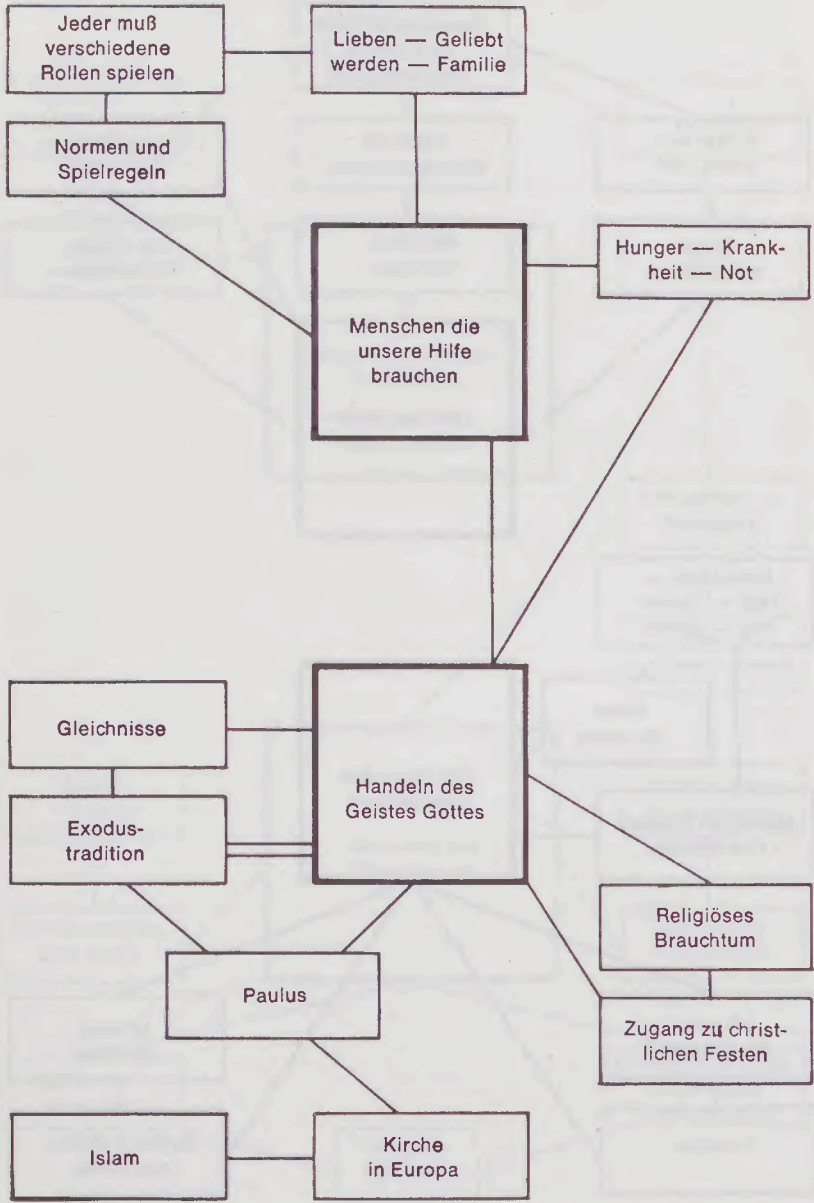 Jeder muß
verschiedene
Rollen spielen
Lieben — Geliebt
werden — Familie
Normen und
Spielregeln
Hunger — Krank-
heit — Not
Menschen die
unsere Hilfe
brauchen
Gleichnisse
Handeln des
Geistes Gottes
Exodus-
tradition
Religiöses
Brauchtum
Paulus
Zugang zu christ-
lichen Festen
Islam
Kirche
in Europa